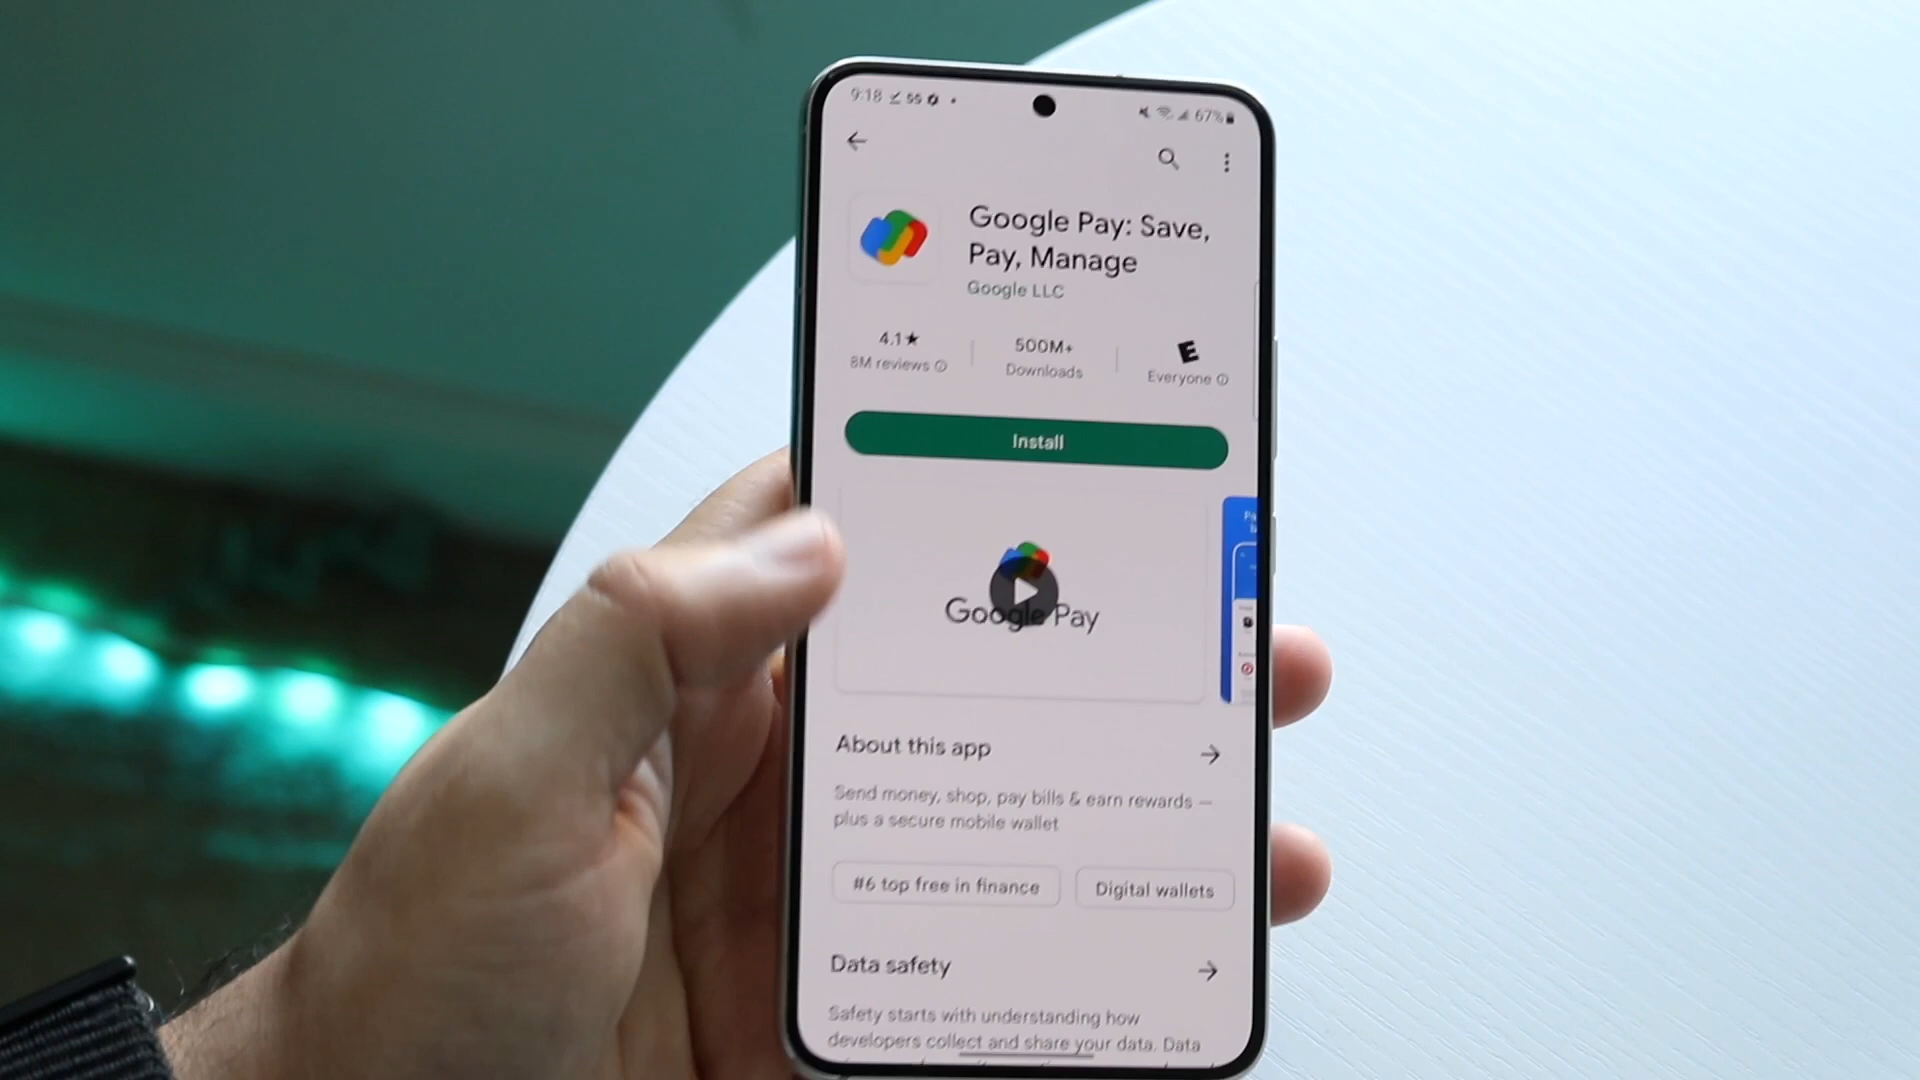 9:18
67%
Google Pay: Save,
Pay, Manage
Google LLC
4.1★
8M reviews
500M+
Downloads
E
Everyone
Install
Google Pay
About this app
Send money, shop, pay bills & earn rewards —
plus a secure mobile wallet
#6 top free in finance
Digital wallets
Data safety
Safety starts with understanding how
developers collect and share your data. Data